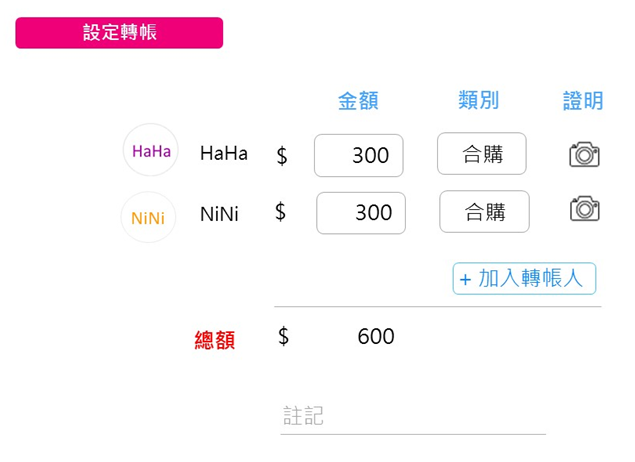 設定轉帳
金額 類別 證明
HaHa HaHa $ 300 合購
NiNi NiNi $ 300 合購
+ 加入轉帳人
總額 $ 600
註記